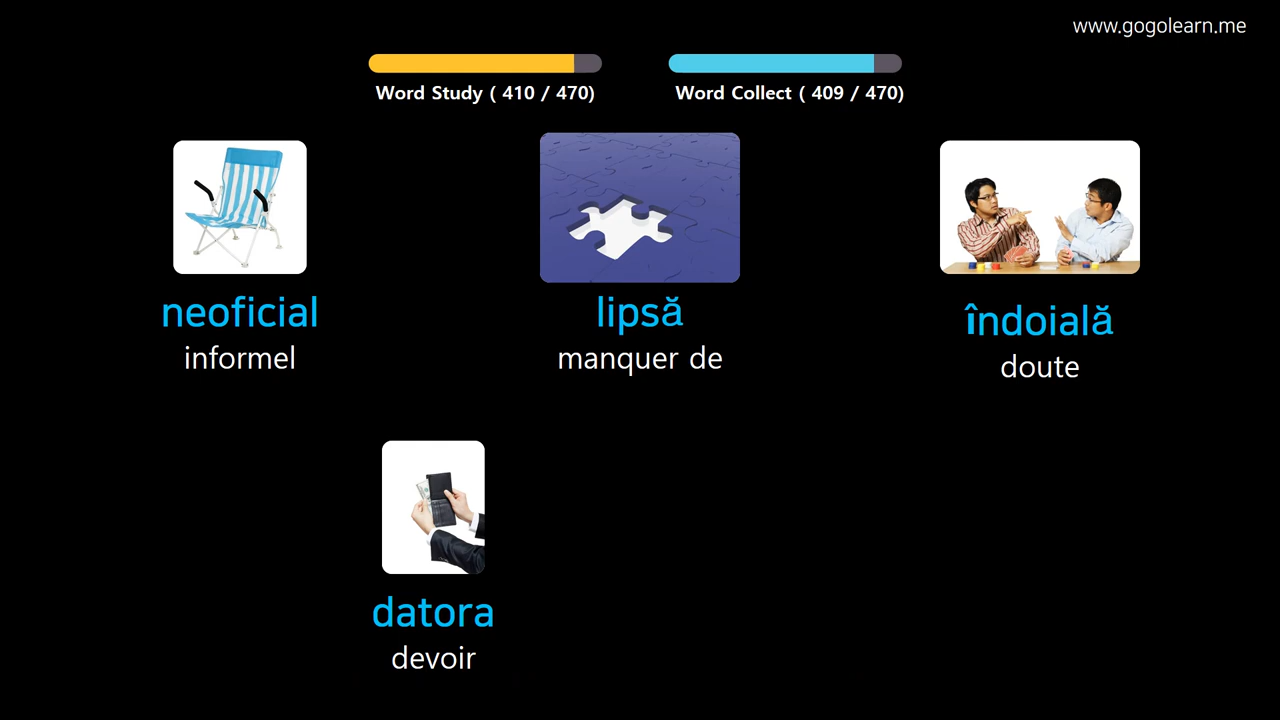 www.gogolearn.me
Word Study ( 410 / 470)
Word Collect ( 409 / 470)
neoficial
informel
lipsă
manquer de
îndoială
doute
datora
devoir